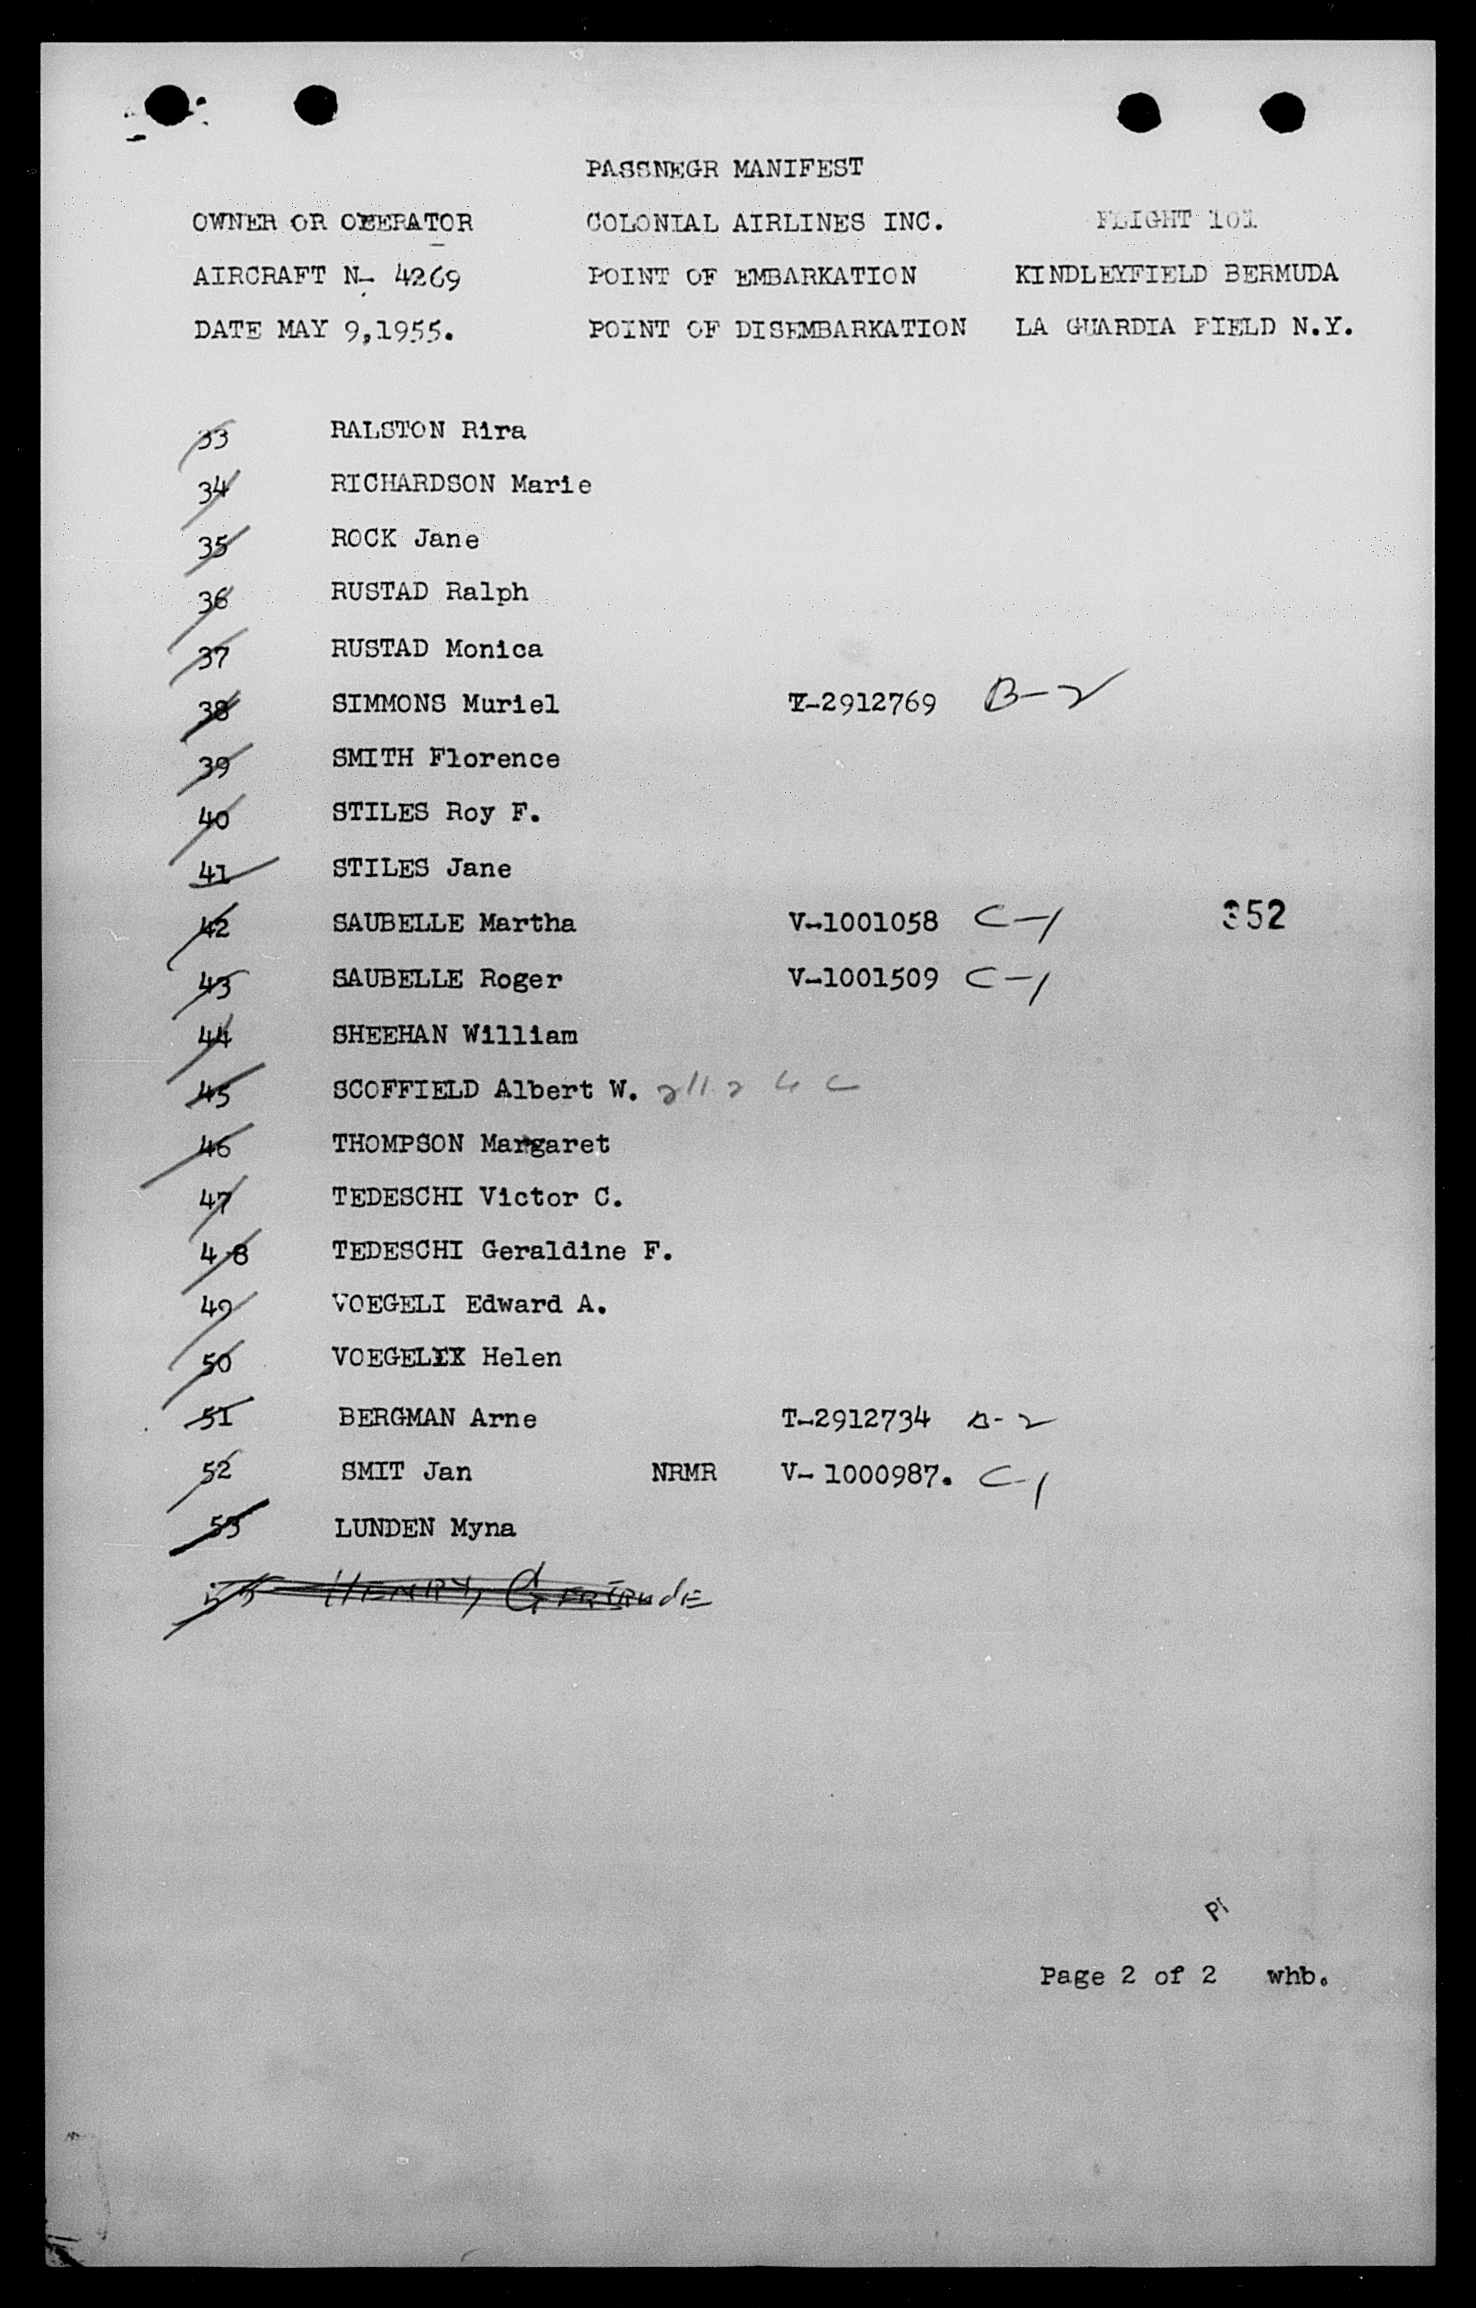 PASSNEGR MANIFEST
OWNER OR OEERATOR COLONIAL AIRLINES INC. FLIGHT 101
AIRCRAFT N- 4269 POINT OF EMBARKATION KINDLEYFIELD BERMUDA
DATE MAY 9,1955. POINT OF DISEMBARKATION LA GUARDIA FIELD N.Y.
33 RALSTON Rira
34 RICHARDSON Marie
35 ROCK Jane
36 RUSTAD Ralph
37 RUSTAD Monica
38 SIMMONS Muriel T-2912769 B-2
39 SMITH Florence
40 STILES Roy F.
41 STILES Jane
42 SAUBELLE Martha V-1001058 C-1 352
43 SAUBELLE Roger V-1001509 C-1
44 SHEEHAN William
45 SCOFFIELD Albert W.
46 THOMPSON Margaret
47 TEDESCHI Victor C.
48 TEDESCHI Geraldine F.
49 VOEGELI Edward A.
50 VOEGELIX Helen
51 BERGMAN Arne T-2912734 B-2
52 SMIT Jan NRMR V- 1000987. C-1
53 LUNDEN Myna
HENRY, GERTRUDE
Page 2 of 2 whb.